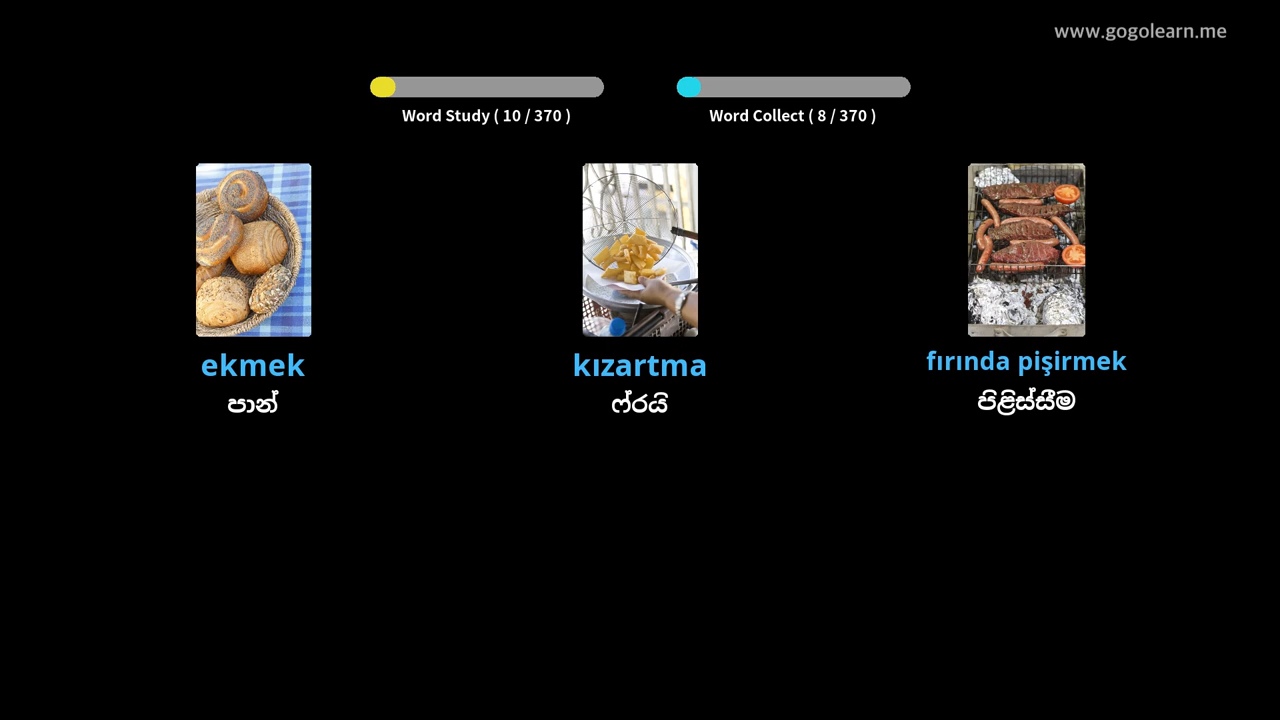 www.gogolearn.me
Word Study ( 10 / 370 )
Word Collect ( 8 / 370 )
ekmek
kızartma
fırında pişirmek
පාන්
ෆ්රයි
පිළිස්සීම